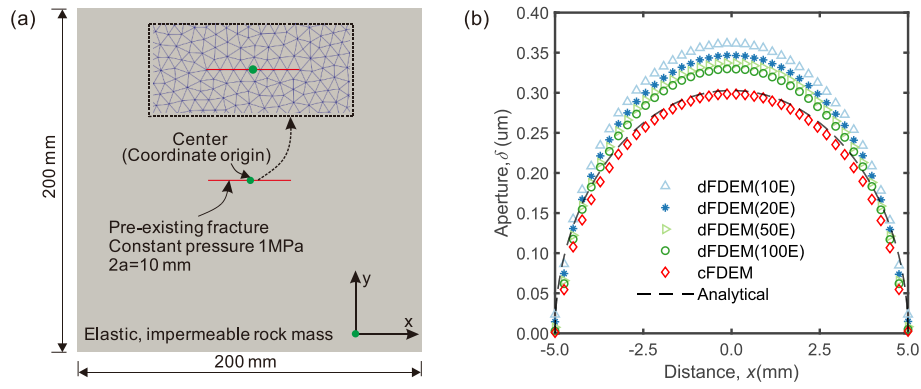 (a)
200 mm
Center
(Coordinate origin)
Pre-existing fracture
Constant pressure 1MPa
2a=10 mm
y
x
Elastic, impermeable rock mass
200 mm
(b)
Aperture, δ (um)
0.40
0.35
0.30
0.25
0.20
0.15
0.10
0.05
0.00
dFDEM(10E)
dFDEM(20E)
dFDEM(50E)
dFDEM(100E)
cFDEM
Analytical
-5.0 -2.5 0.0 2.5 5.0
Distance, x(mm)